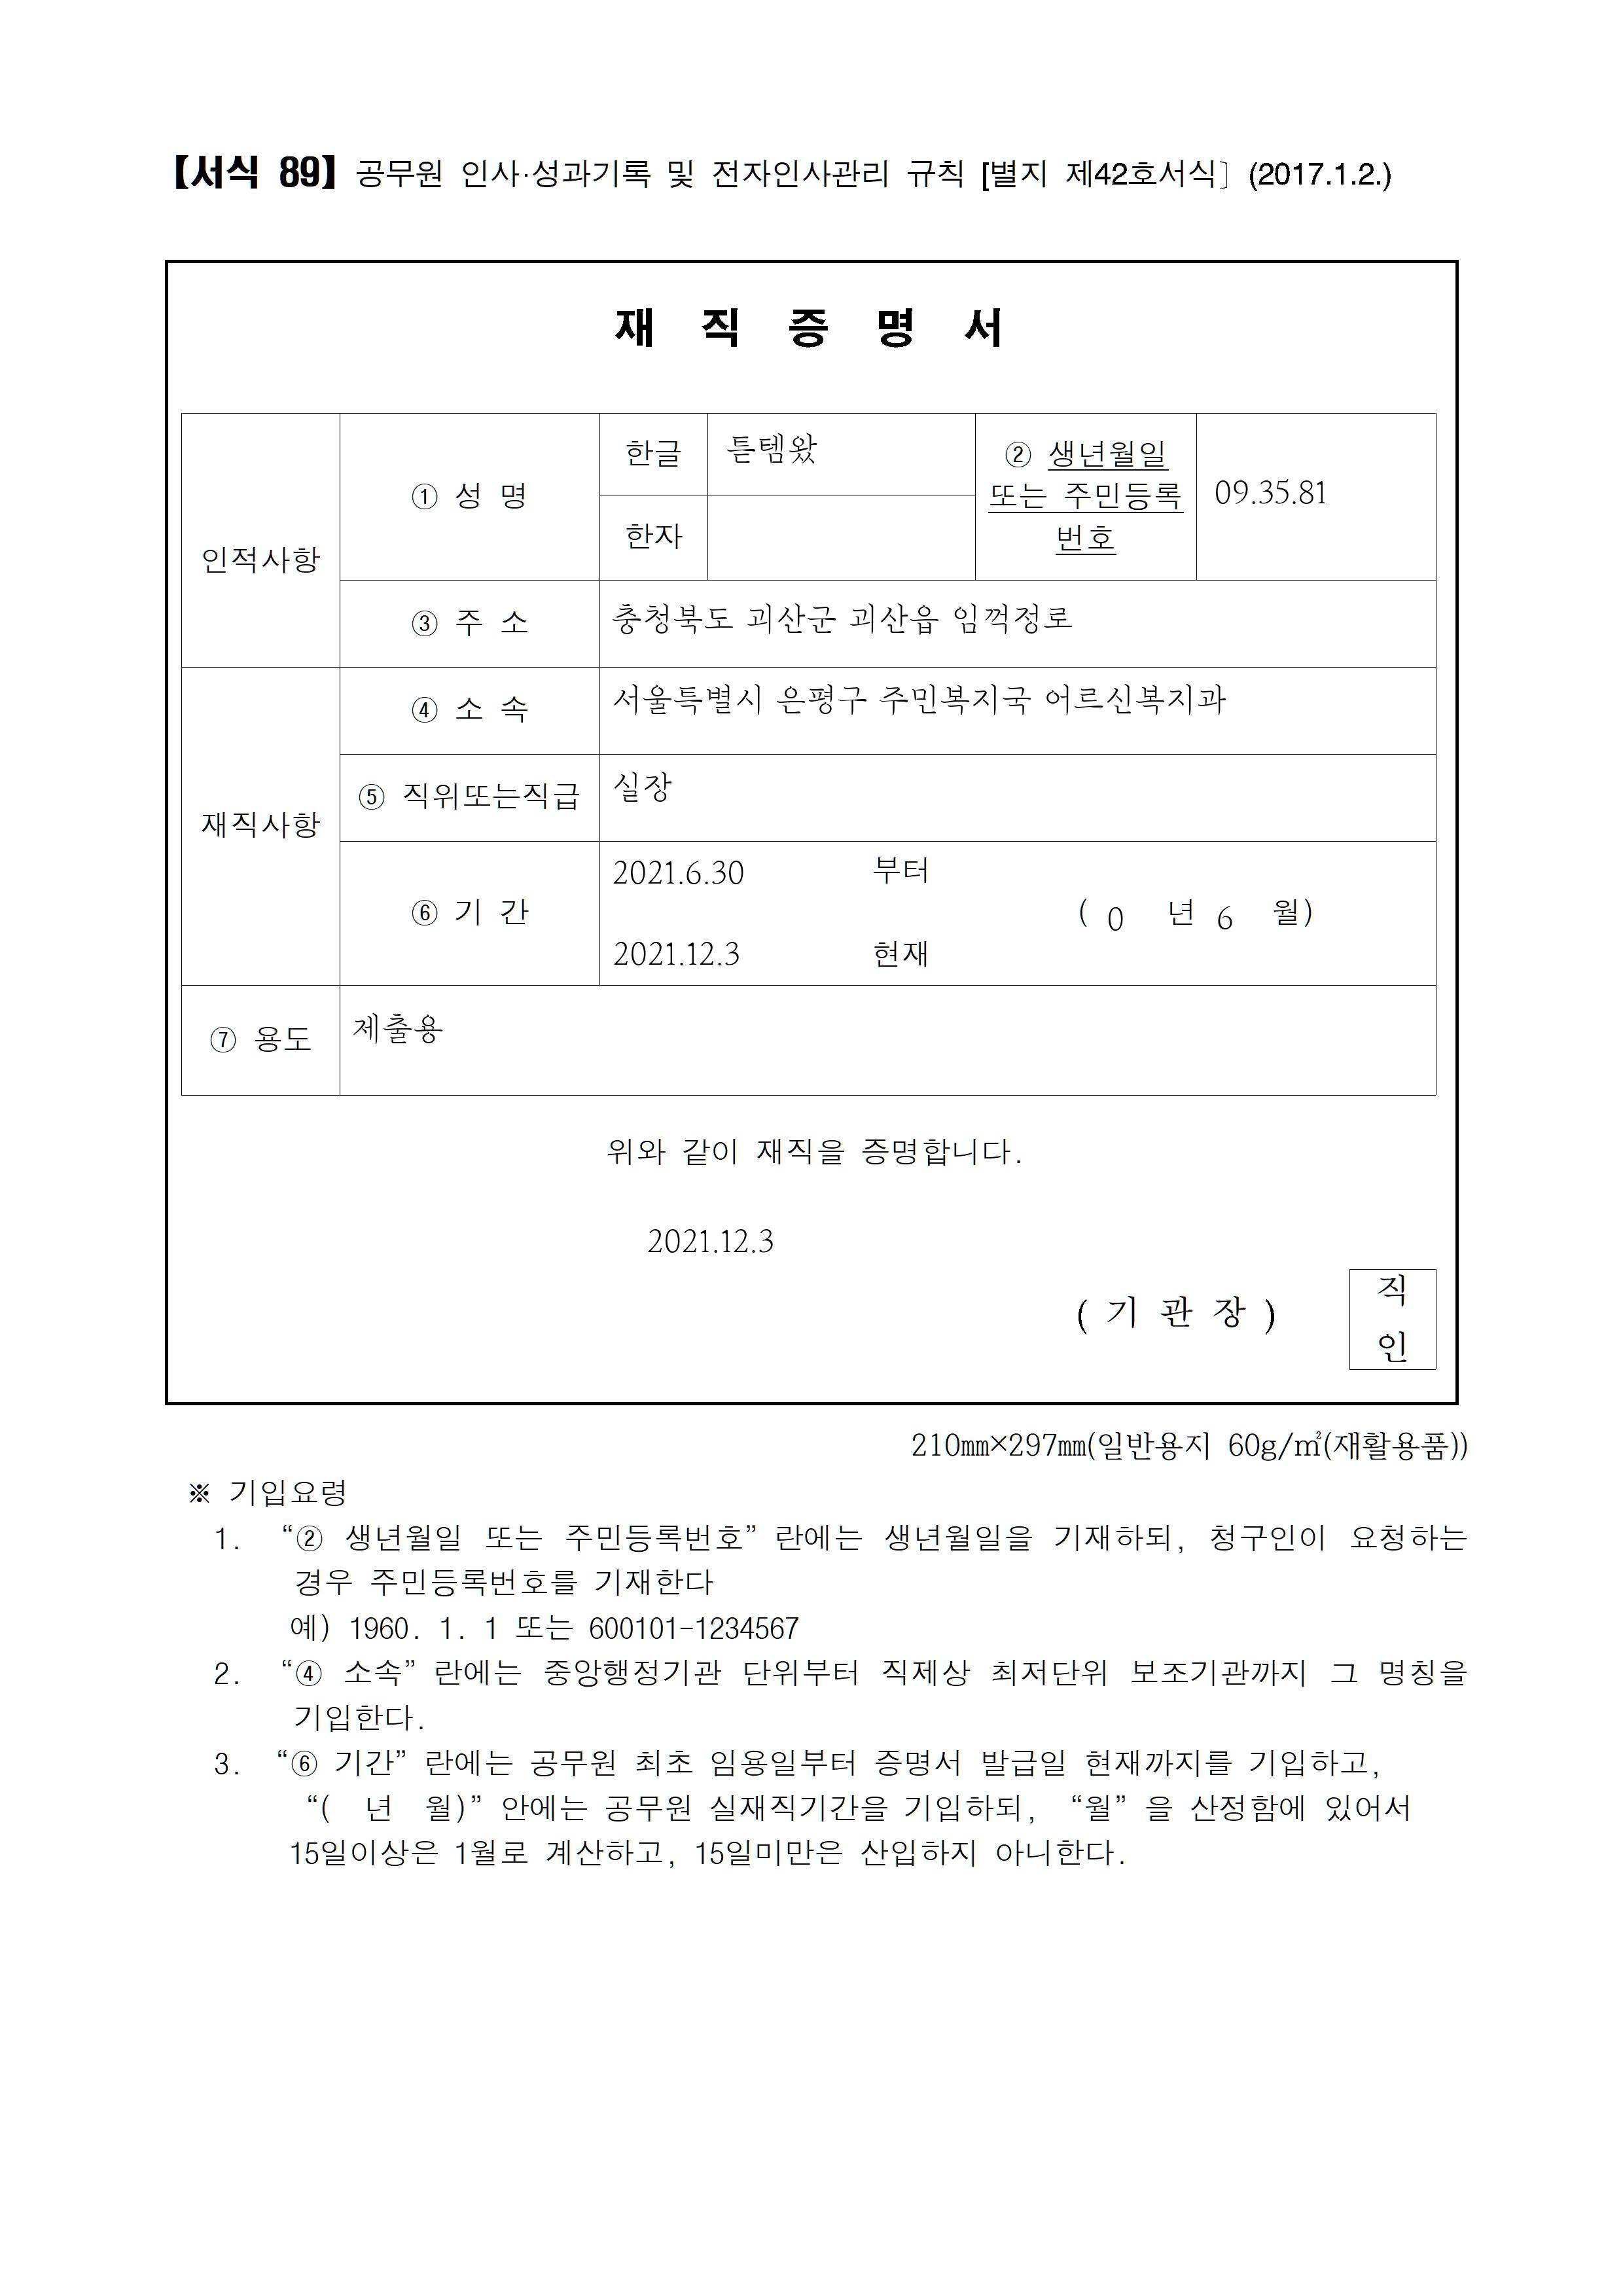 【서식 89】 공무원 인사·성과기록 및 전자인사관리 규칙 [별지 제42호서식] (2017.1.2.)
재 직 증 명 서
인적사항
① 성 명
한글
튿템왔
한자
② 생년월일
또는 주민등록
번호
09.35.81
③ 주 소
충청북도 괴산군 괴산읍 임꺽정로
재직사항
④ 소 속
서울특별시 은평구 주민복지국 어르신복지과
⑤ 직위또는직급
실장
⑥ 기 간
2021.6.30 부터
( 0 년 6 월)
2021.12.3 현재
⑦ 용도
제출용
위와 같이 재직을 증명합니다.
2021.12.3
( 기 관 장 )
직
인
210㎜×297㎜(일반용지 60g/㎡(재활용품))
※ 기입요령
1. “② 생년월일 또는 주민등록번호” 란에는 생년월일을 기재하되, 청구인이 요청하는
경우 주민등록번호를 기재한다
예) 1960. 1. 1 또는 600101-1234567
2. “④ 소속” 란에는 중앙행정기관 단위부터 직제상 최저단위 보조기관까지 그 명칭을
기입한다.
3. “⑥ 기간” 란에는 공무원 최초 임용일부터 증명서 발급일 현재까지를 기입하고,
“( 년 월)” 안에는 공무원 실재직기간을 기입하되, “월” 을 산정함에 있어서
15일이상은 1월로 계산하고, 15일미만은 산입하지 아니한다.